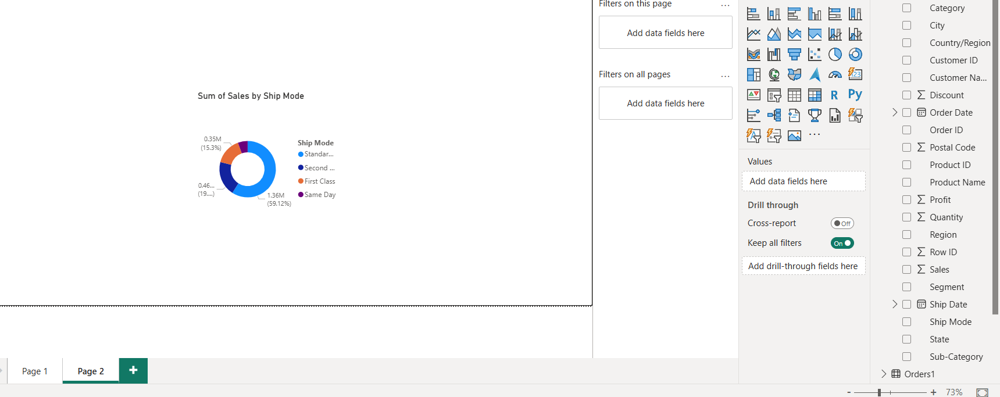 Sum of Sales by Ship Mode
0.35M
(15.3%)
0.46...
(19....)
1.36M
(59.12%)
Ship Mode
Standar...
Second ...
First Class
Same Day
Filters on this page
...
Add data fields here
Filters on all pages
...
Add data fields here
123
R
Py
...
Values
Add data fields here
Drill through
Cross-report
Off
Keep all filters
On
Add drill-through fields here
Category
City
Country/Region
Customer ID
Customer Na...
Discount
Order Date
Order ID
Postal Code
Product ID
Product Name
Profit
Quantity
Region
Row ID
Sales
Segment
Ship Date
Ship Mode
State
Sub-Category
Orders1
Page 1
Page 2
+
- + 73%